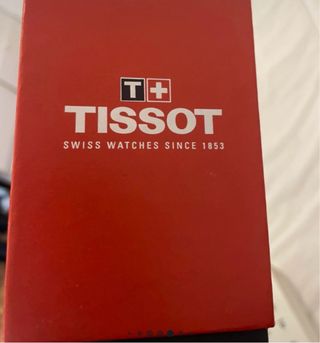 T+
TISSOT
SWISS WATCHES SINCE 1853